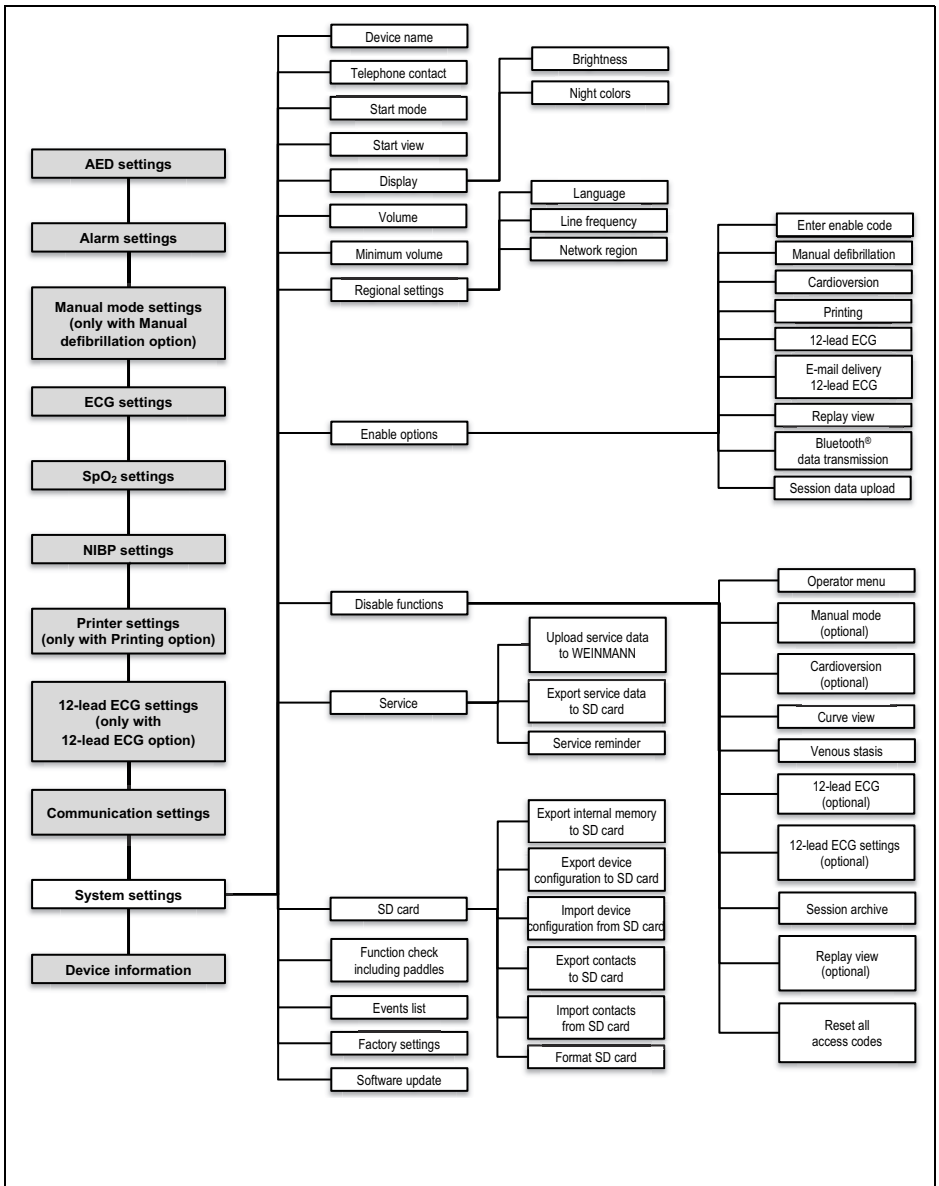 AED settings
Alarm settings
Manual mode settings
(only with Manual
defibrillation option)
ECG settings
SpO₂ settings
NIBP settings
Printer settings
(only with Printing option)
12-lead ECG settings
(only with
12-lead ECG option)
Communication settings
System settings
Device information
Device name
Telephone contact
Start mode
Start view
Display
Volume
Minimum volume
Regional settings
Enable options
Disable functions
Service
SD card
Function check
including paddles
Events list
Factory settings
Software update
Brightness
Night colors
Language
Line frequency
Network region
Upload service data
to WEINMANN
Export service data
to SD card
Service reminder
Export internal memory
to SD card
Export device
configuration to SD card
Import device
configuration from SD card
Export contacts
to SD card
Import contacts
from SD card
Format SD card
Enter enable code
Manual defibrillation
Cardioversion
Printing
12-lead ECG
E-mail delivery
12-lead ECG
Replay view
Bluetooth®
data transmission
Session data upload
Operator menu
Manual mode
(optional)
Cardioversion
(optional)
Curve view
Venous stasis
12-lead ECG
(optional)
12-lead ECG settings
(optional)
Session archive
Replay view
(optional)
Reset all
access codes